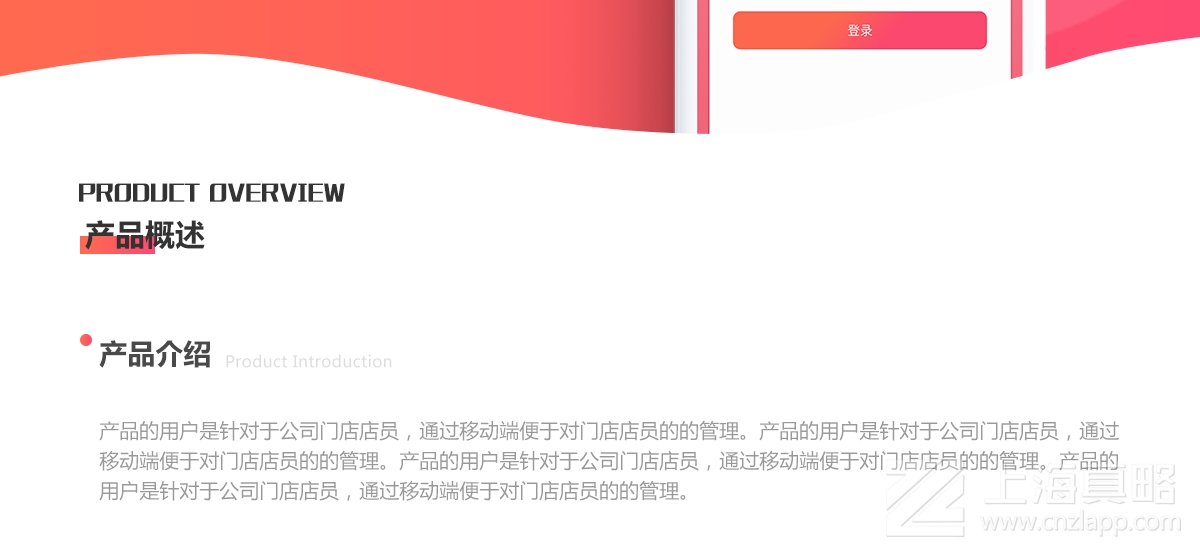 登录
PRODUCT OVERVIEW
产品概述
产品介绍 Product Introduction
产品的用户是针对于公司门店店员，通过移动端便于对门店店员的的管理。产品的用户是针对于公司门店店员，通过
移动端便于对门店店员的的管理。产品的用户是针对于公司门店店员，通过移动端便于对门店店员的的管理。产品的
用户是针对于公司门店店员，通过移动端便于对门店店员的的管理。
上海真略
www.cnzlapp.com